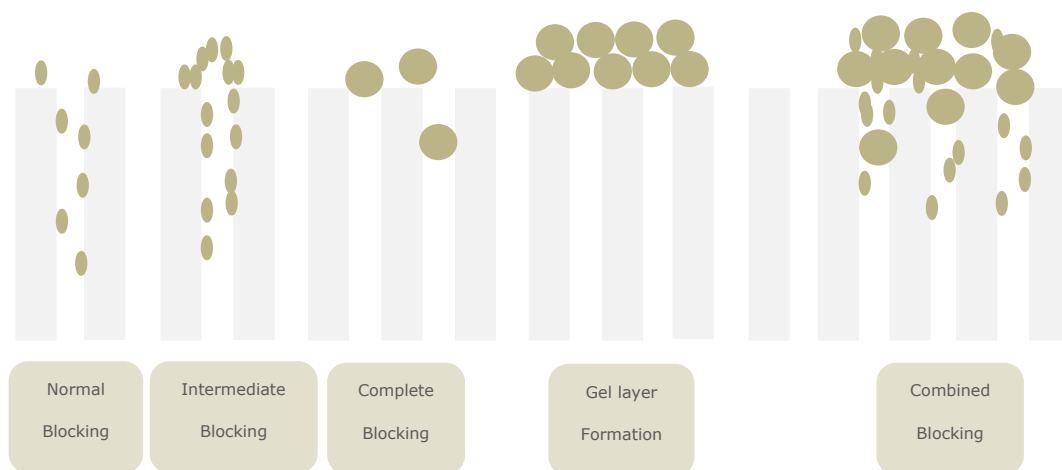 Normal
Blocking
Intermediate
Blocking
Complete
Blocking
Gel layer
Formation
Combined
Blocking